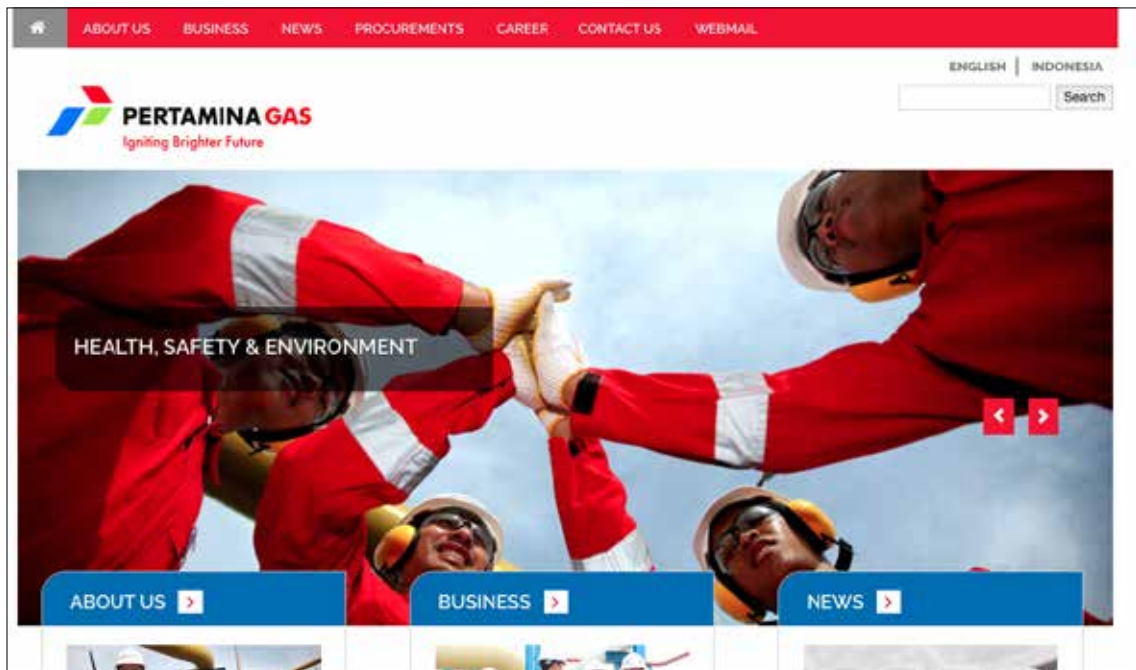 ABOUT US BUSINESS NEWS PROCUREMENTS CAREER CONTACT US WEBMAIL
ENGLISH | INDONESIA
Search
PERTAMINA GAS
Igniting Brighter Future
HEALTH, SAFETY & ENVIRONMENT
ABOUT US BUSINESS NEWS